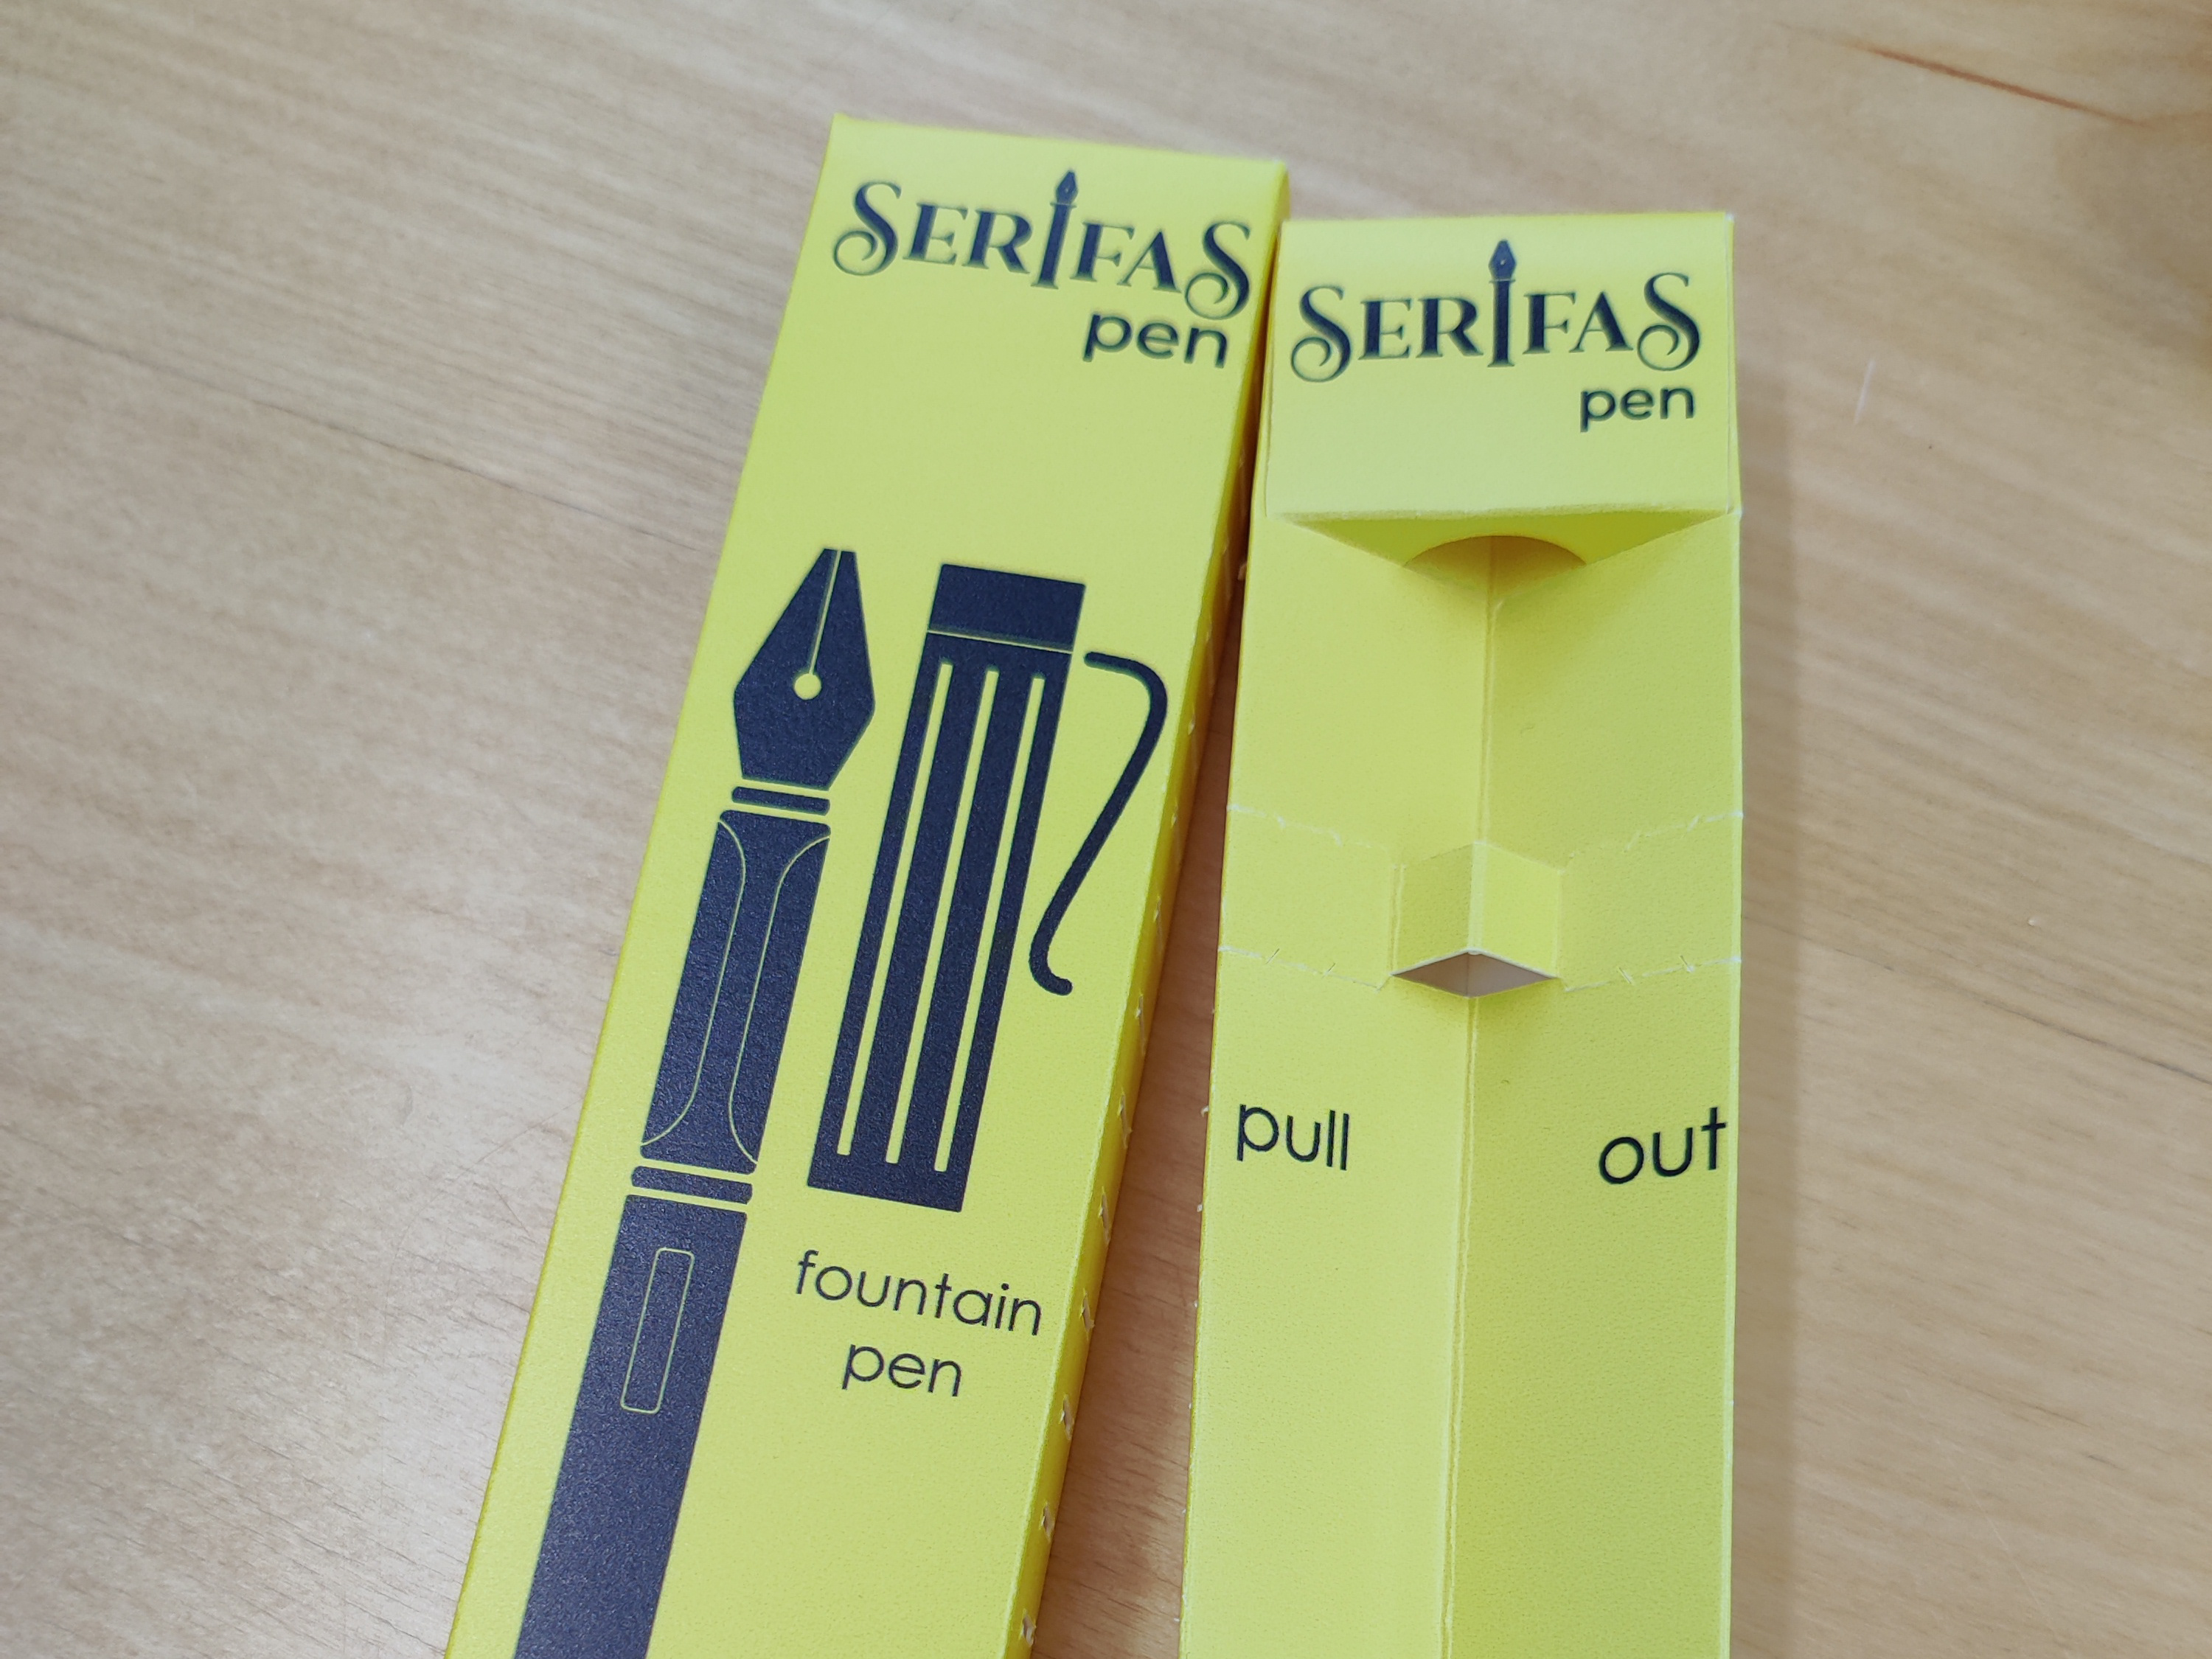 SERIFAS
pen
fountain
pen
SERIFAS
pen
pull out